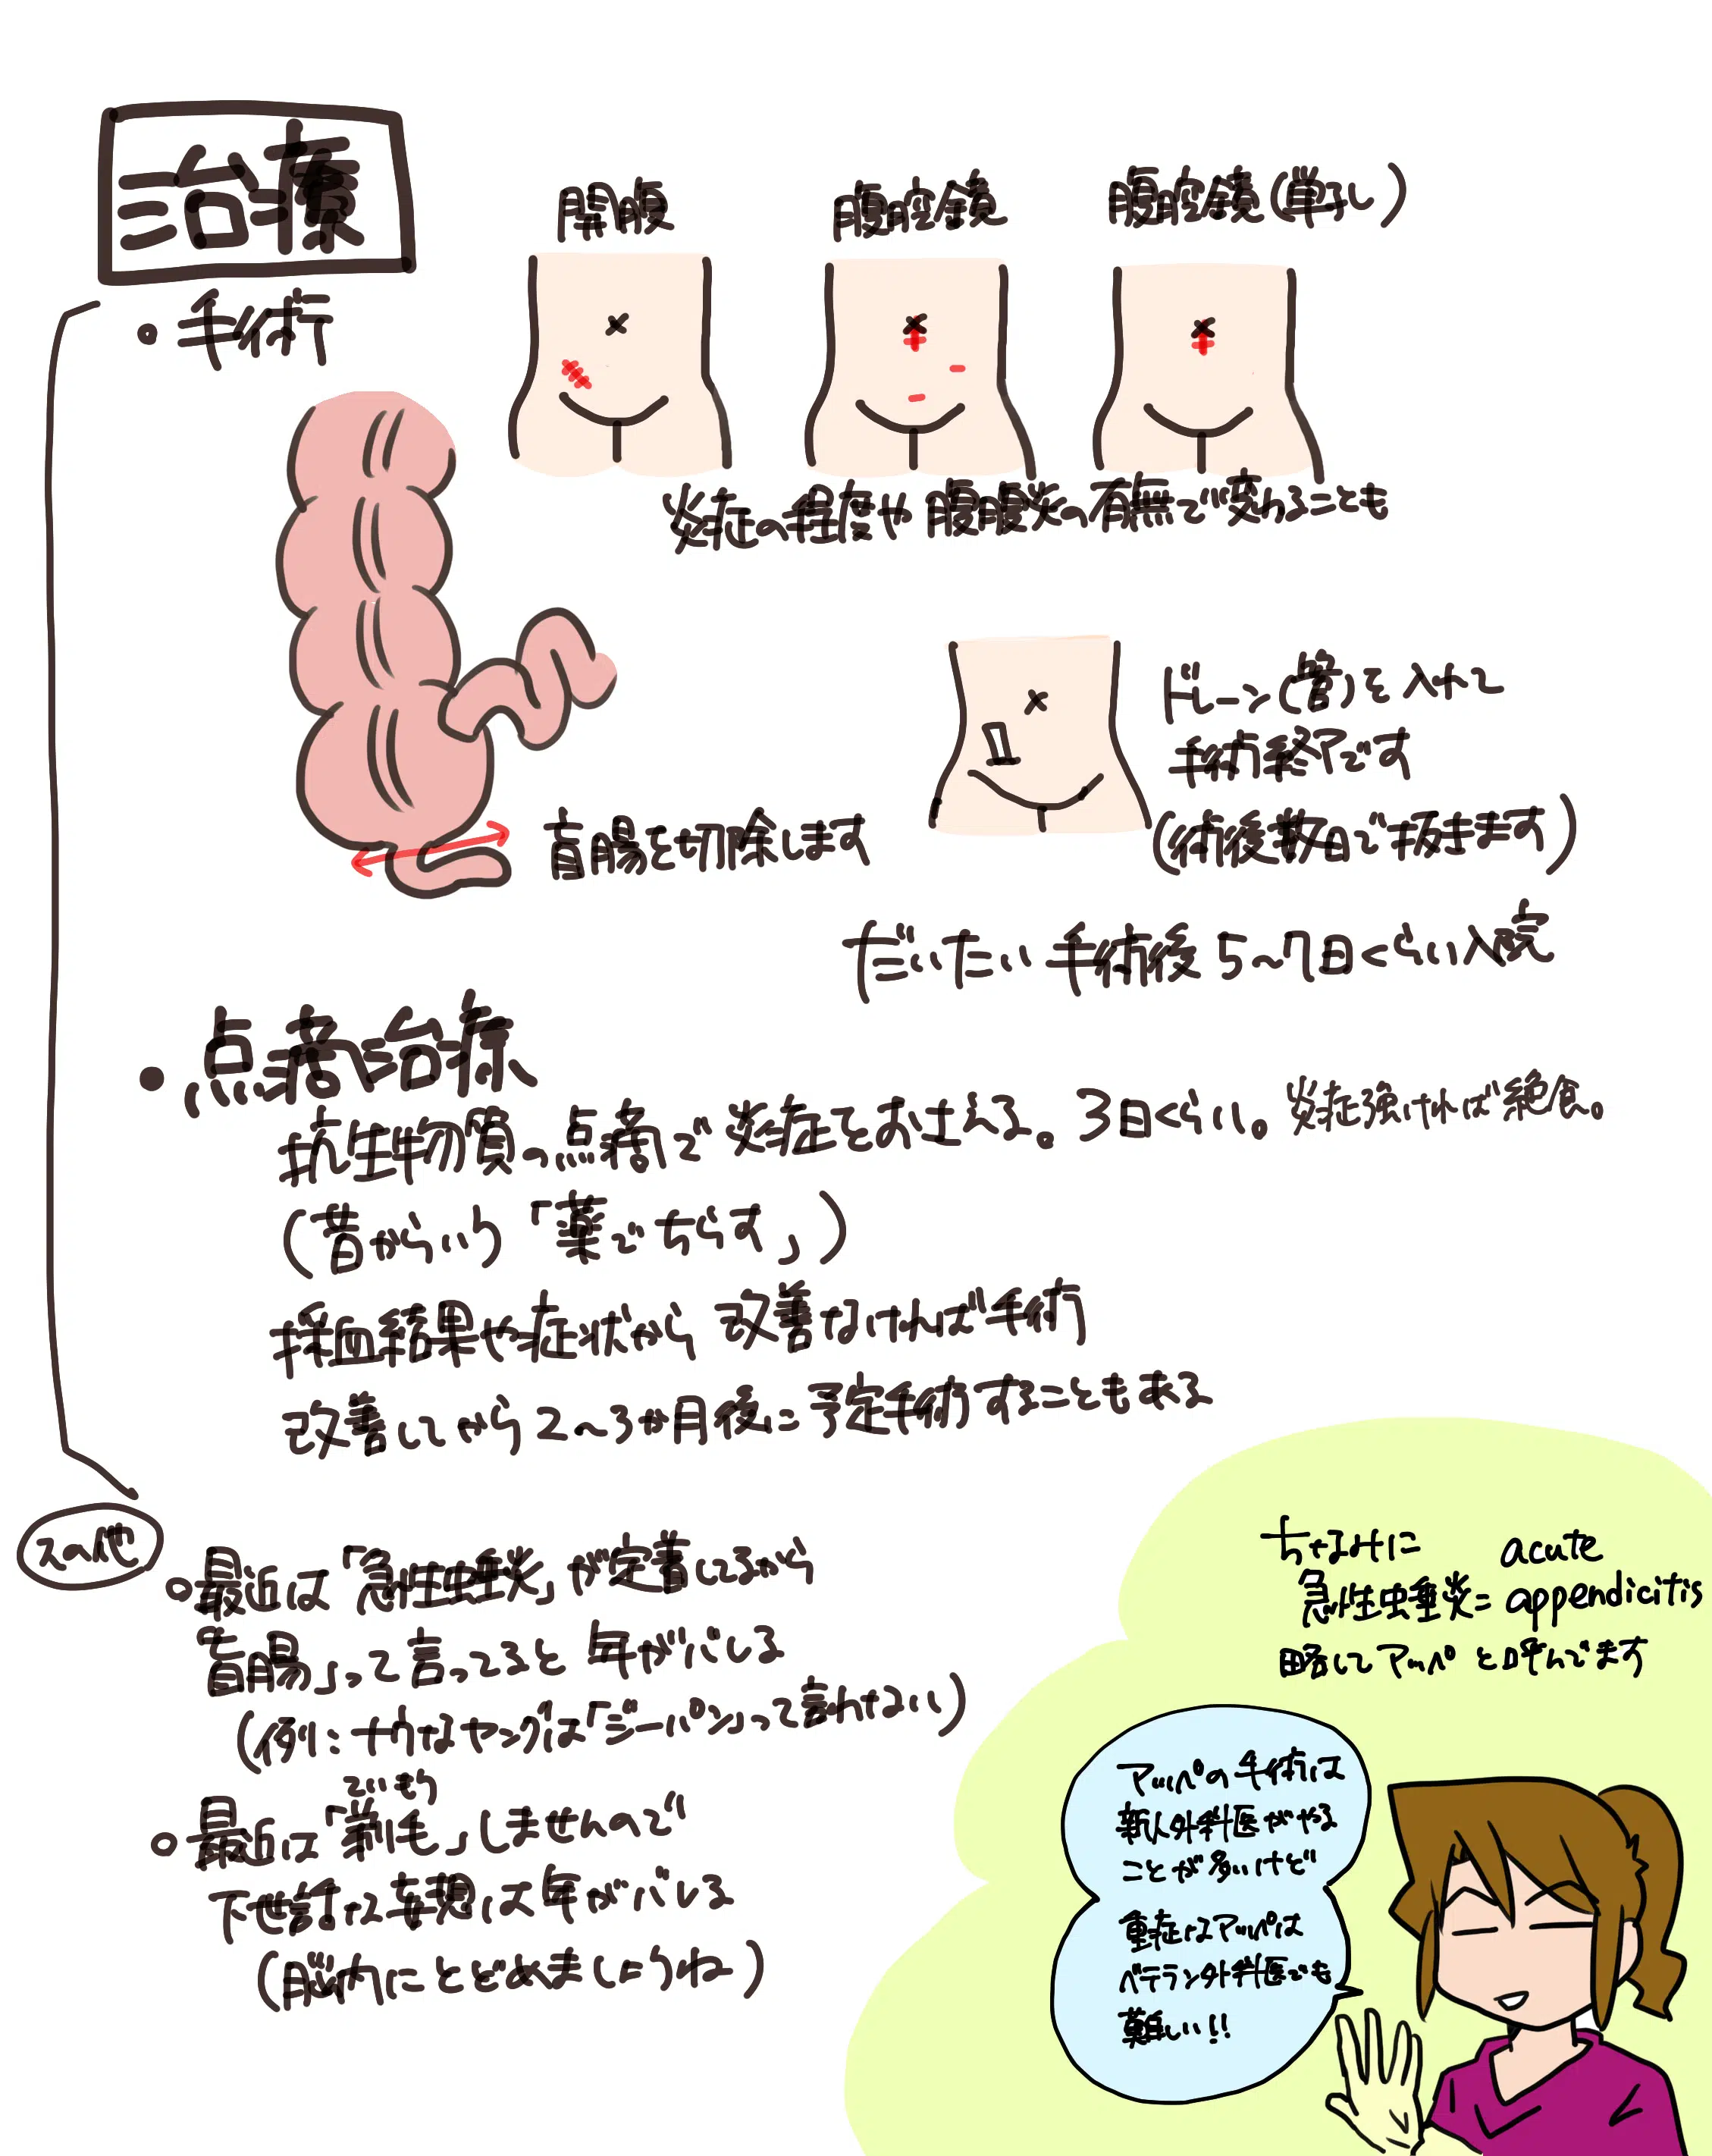 治療
・手術
開腹
腹腔鏡
腹腔鏡(単孔し)
炎症の程度や腹膜炎の有無で変わることも
盲腸を切除します
ドレーン(管)を入れて
手術終了です
(術後数日で抜きます)
だいたい手術後5~7日くらい入院
・点滴治療
抗生物質の点滴で炎症をおさえる。3日くらい。炎症強ければ絶食。
(昔からいう「薬でちらす」)
採血結果や症状から改善なければ手術
改善してから2~3か月後に予定手術することもある
その他
○最近は「急性虫垂炎」が定着してるから
「盲腸」って言ってると年がバレる
(例:ナウなヤングは「ジーパン」って言わない)
ていもう
○最近は「剃毛」しませんので
下世話な妄想は年がバレる
(脳内にとどめましょうね)
ちなみに acute
急性虫垂炎=appendicitis
略してアッペと呼んでます
アッペの手術は
新人外科医がやる
ことが多いけど
重症なアッペは
ベテラン外科医でも
難しい!!